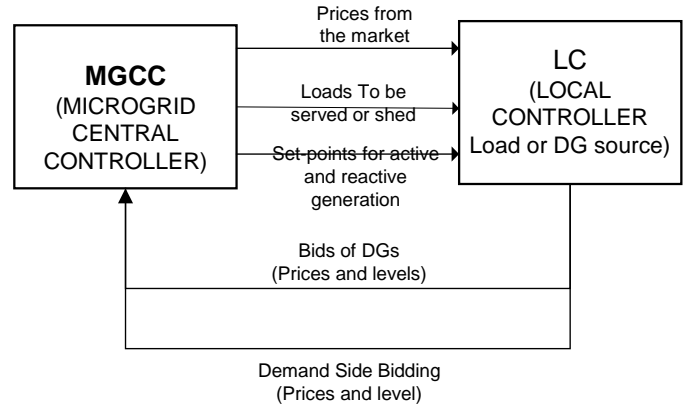 Prices from
the market
MGCC
(MICROGRID
CENTRAL
CONTROLLER)
LC
(LOCAL
CONTROLLER
Load or DG source)
Loads To be
served or shed
Set-points for active
and reactive
generation
Bids of DGs
(Prices and levels)
Demand Side Bidding
(Prices and level)